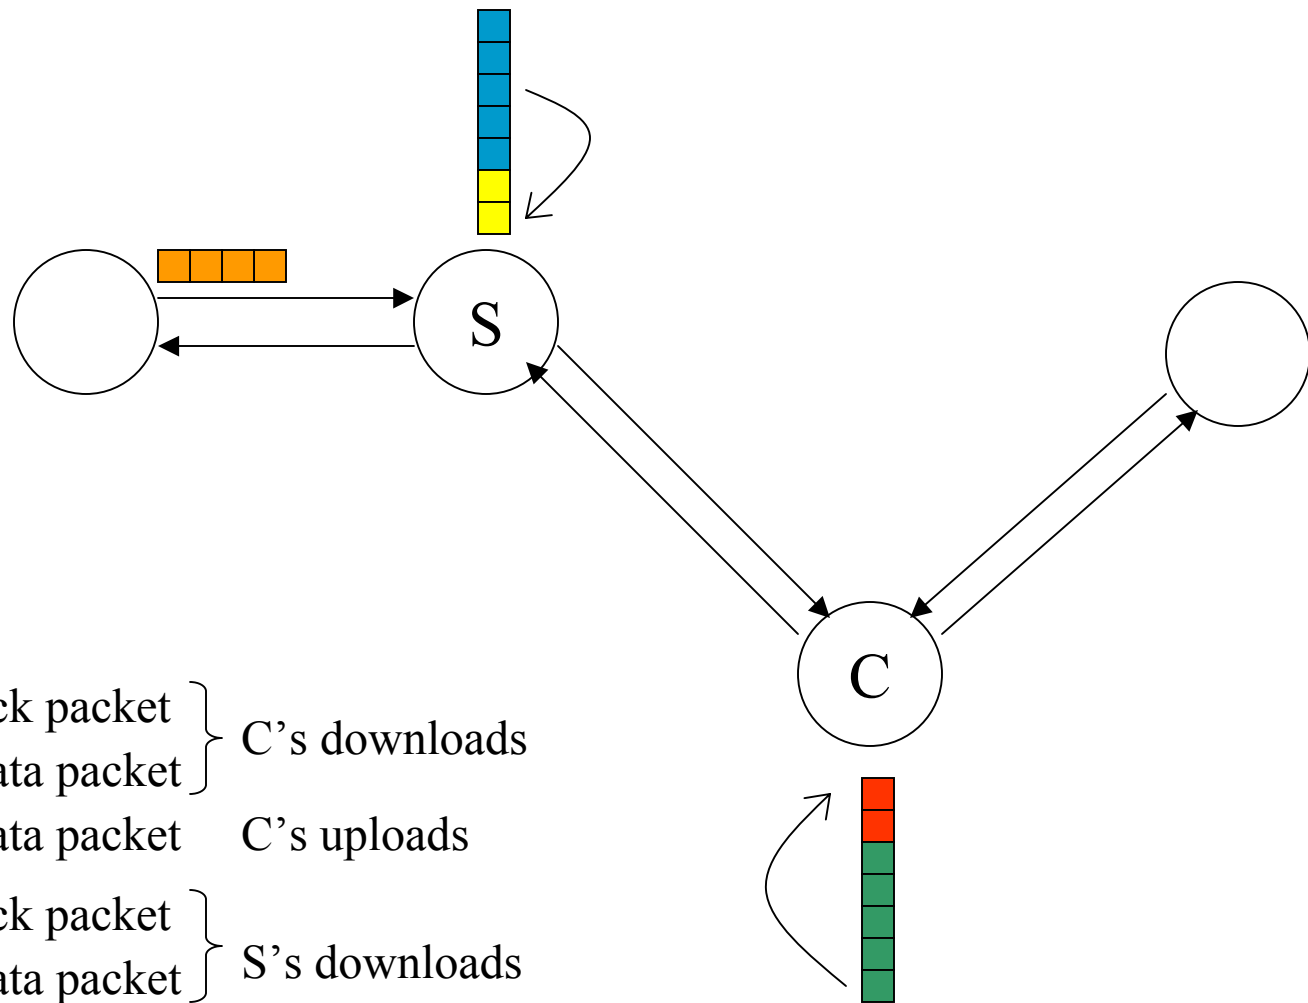 S
C
ck packet
C’s downloads
ata packet
ata packet C’s uploads
ck packet
S’s downloads
ata packet